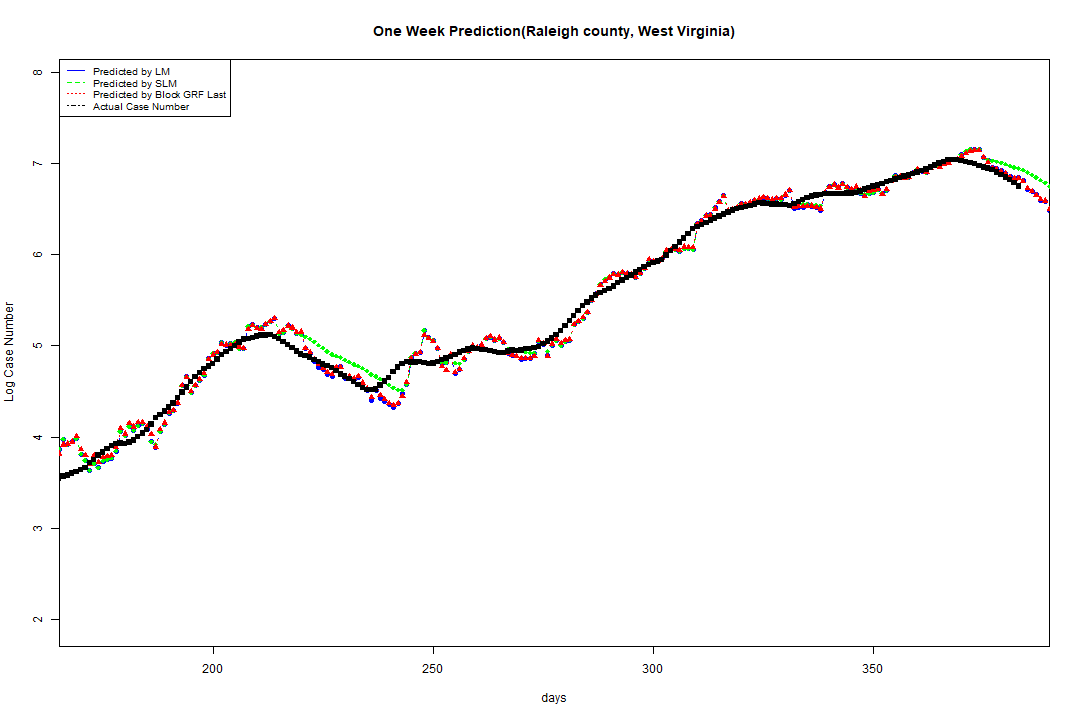 One Week Prediction(Raleigh county, West Virginia)
Predicted by LM
Predicted by SLM
Predicted by Block GRF Last
Actual Case Number
8
7
6
5
4
3
2
Log Case Number
200 250 300 350
days